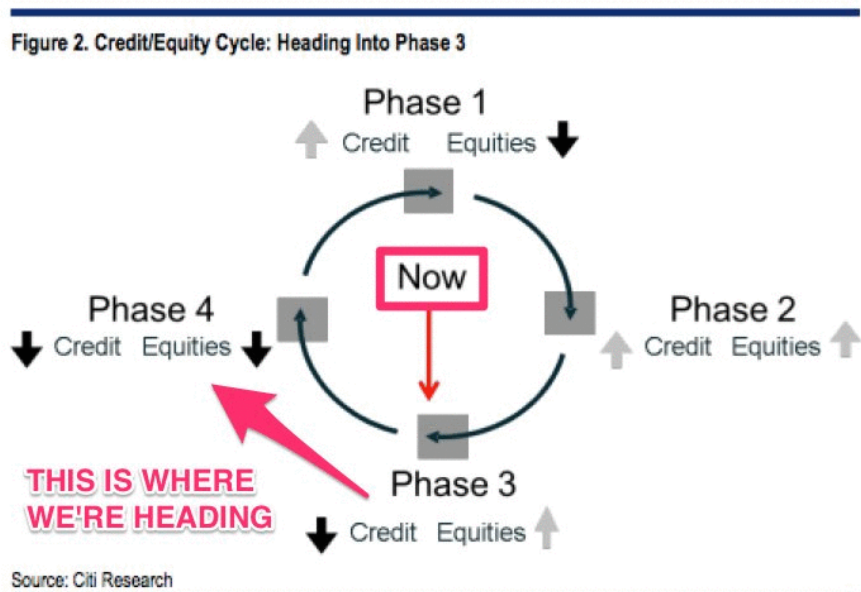 Figure 2. Credit/Equity Cycle: Heading Into Phase 3
Phase 1
Credit Equities
Now
Phase 4
Credit Equities
Phase 2
Credit Equities
THIS IS WHERE
WE'RE HEADING
Phase 3
Credit Equities
Source: Citi Research